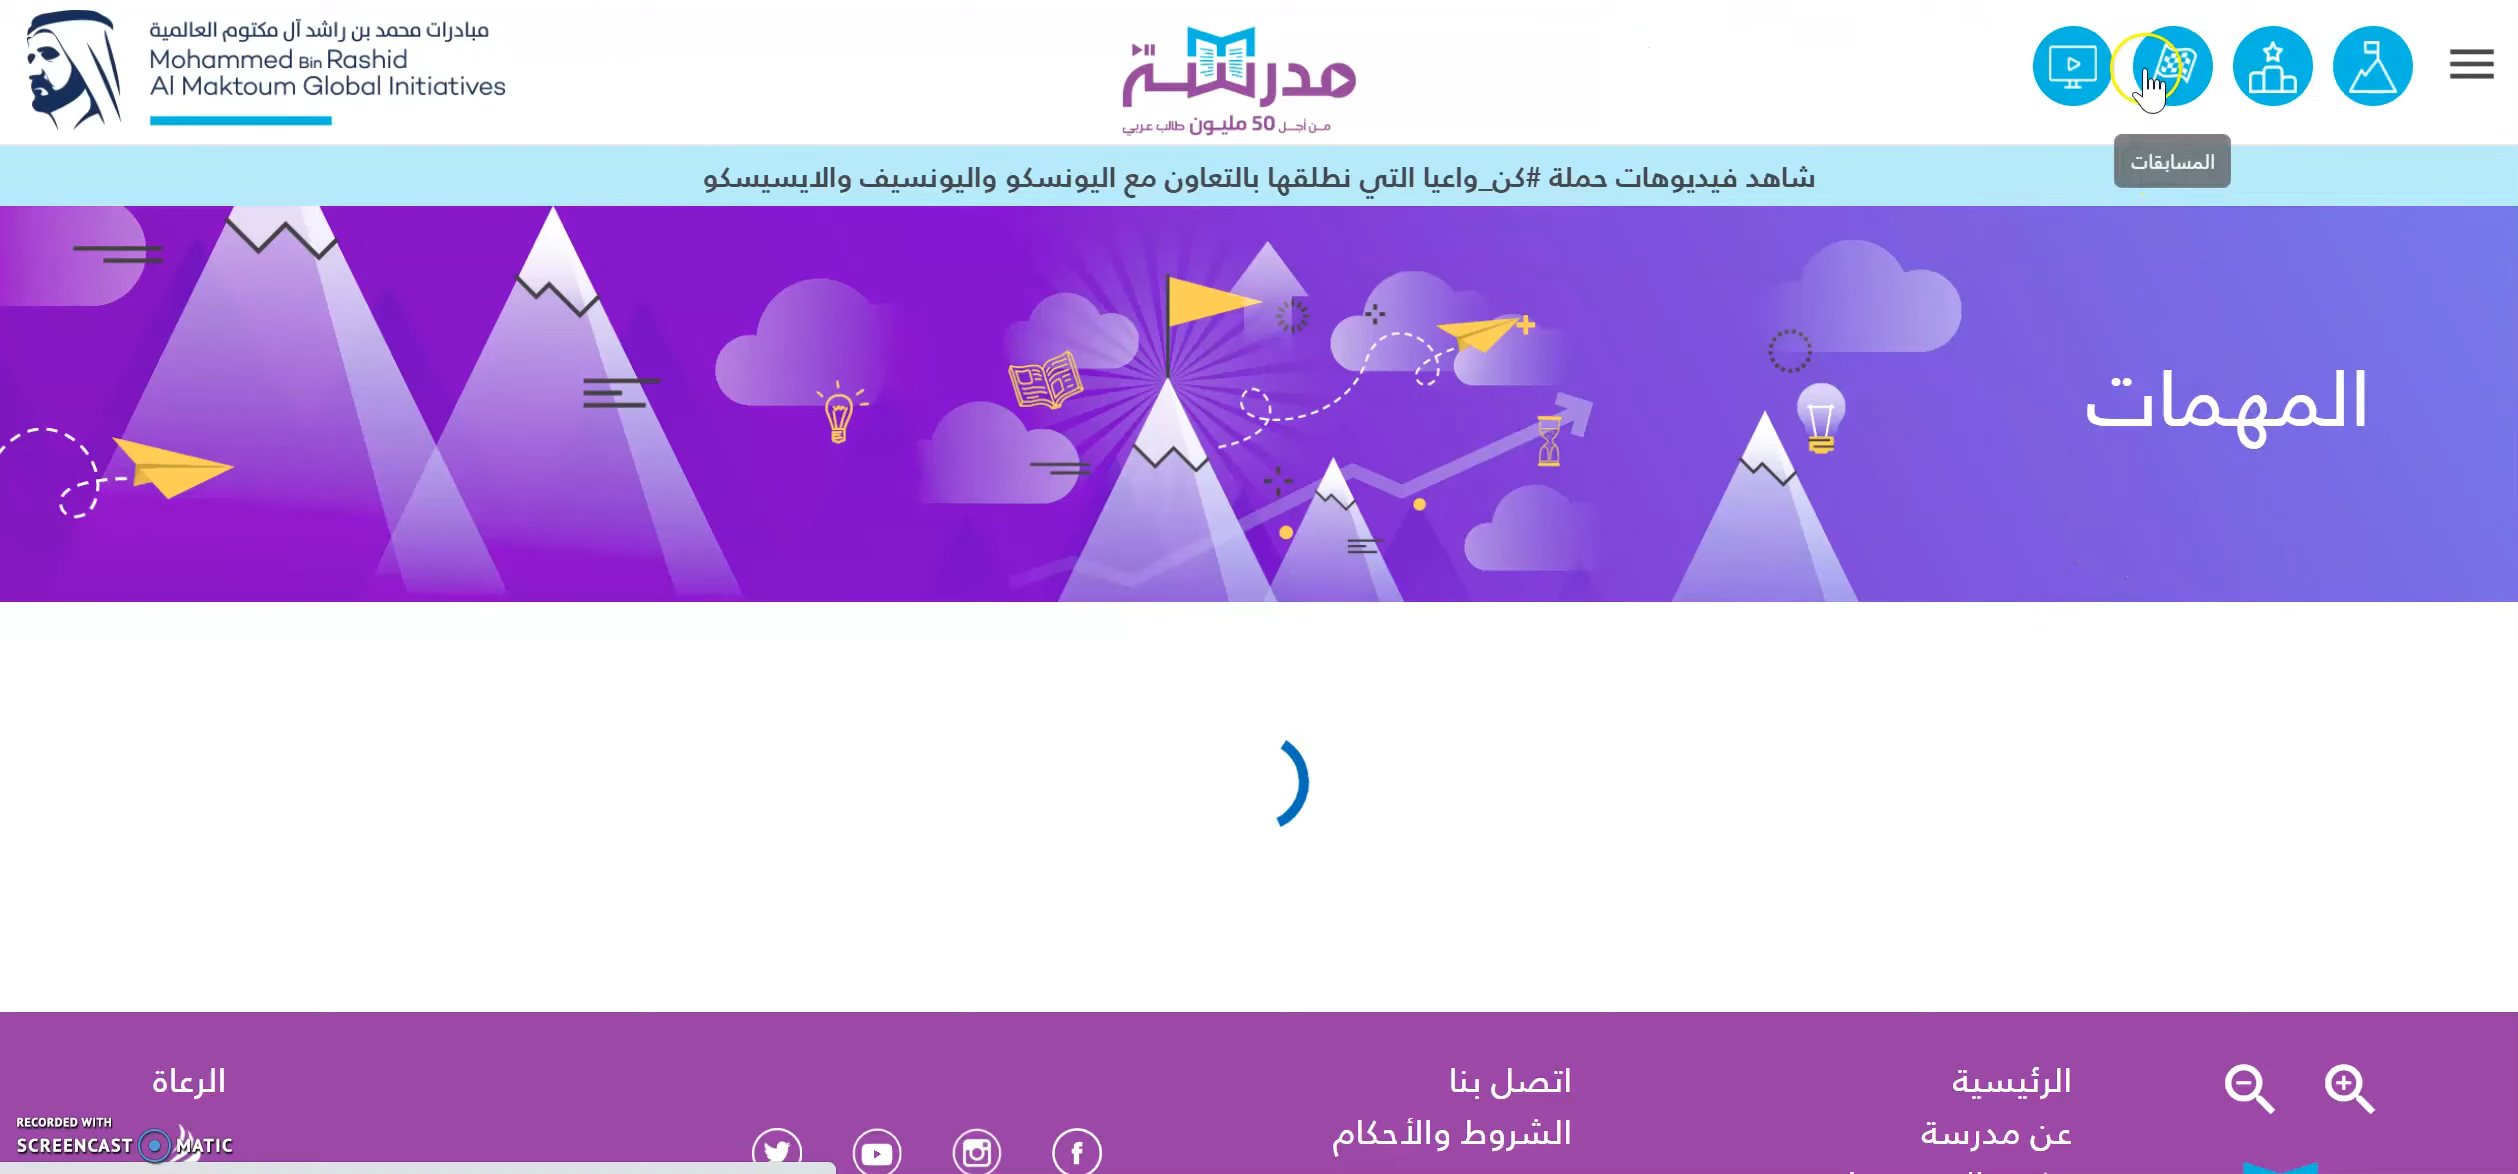 مبادرات محمد بن راشد آل مكتوم العالمية
Mohammed Bin Rashid
Al Maktoum Global Initiatives
مدرسة
من أجل 50 مليون طالب عربي
المسابقات
شاهد فيديوهات حملة #كن_واعيا التي نطلقها بالتعاون مع اليونسكو واليونسيف والايسيسكو
المهمات
الرئيسية
عن مدرسة
اتصل بنا
الشروط والأحكام
الرعاة
RECORDED WITH
SCREENCAST MATIC